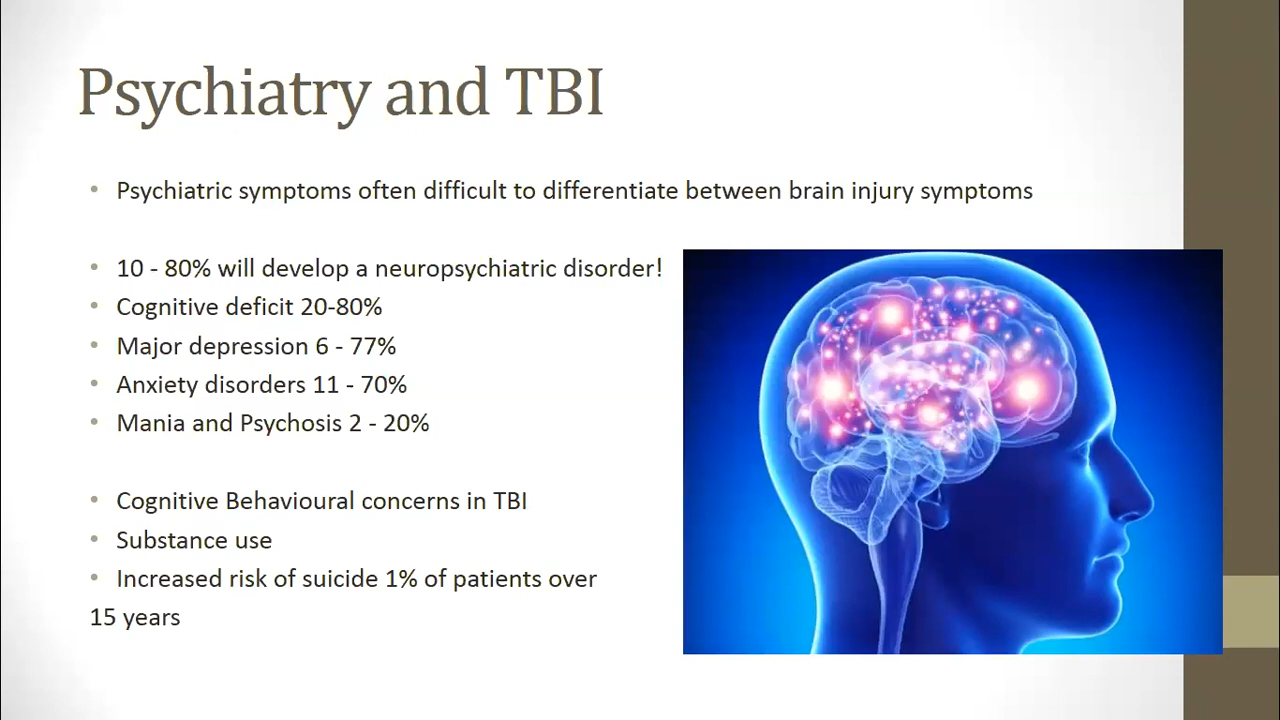 Psychiatry and TBI
• Psychiatric symptoms often difficult to differentiate between brain injury symptoms
• 10 - 80% will develop a neuropsychiatric disorder!
• Cognitive deficit 20-80%
• Major depression 6 - 77%
• Anxiety disorders 11 - 70%
• Mania and Psychosis 2 - 20%
• Cognitive Behavioural concerns in TBI
• Substance use
• Increased risk of suicide 1% of patients over
15 years